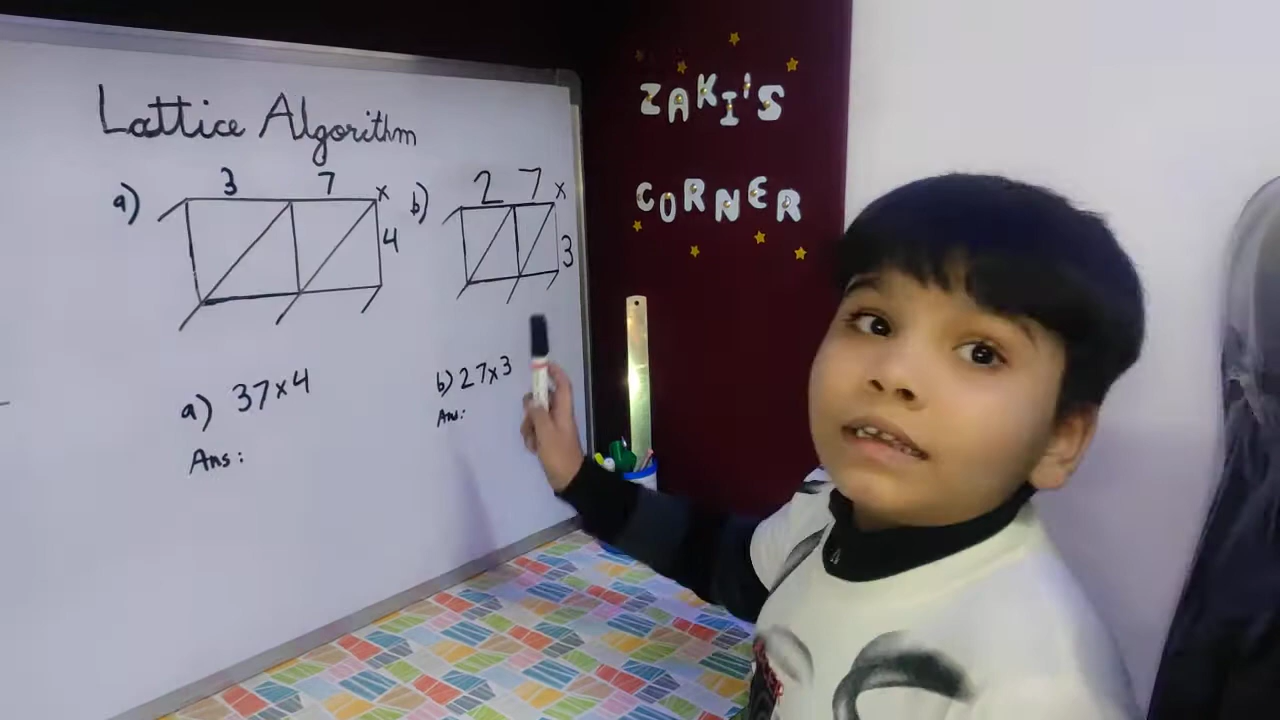 Lattice Algorithm
a) 3 7 x
4
b) 2 7 x
3
a) 37x4
Ans:
b) 27x3
Ans:
ZAKI'S
CORNER